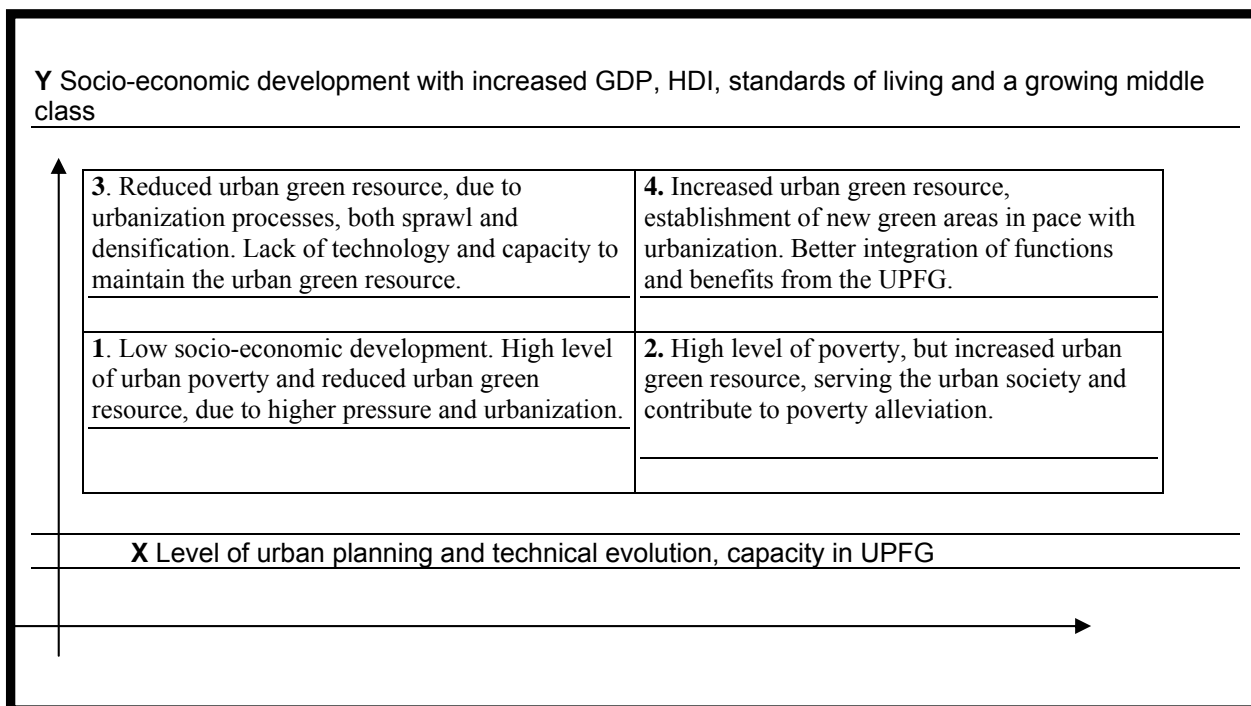 Y Socio-economic development with increased GDP, HDI, standards of living and a growing middle
class
3. Reduced urban green resource, due to
urbanization processes, both sprawl and
densification. Lack of technology and capacity to
maintain the urban green resource.
4. Increased urban green resource,
establishment of new green areas in pace with
urbanization. Better integration of functions
and benefits from the UPFG.
1. Low socio-economic development. High level
of urban poverty and reduced urban green
resource, due to higher pressure and urbanization.
2. High level of poverty, but increased urban
green resource, serving the urban society and
contribute to poverty alleviation.
X Level of urban planning and technical evolution, capacity in UPFG